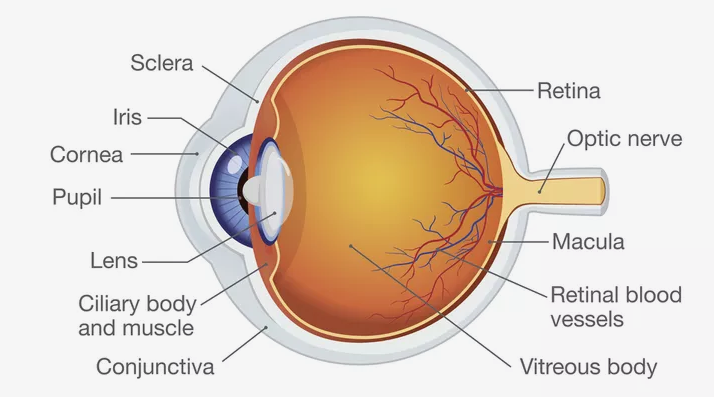 Sclera
Iris
Cornea
Pupil
Lens
Ciliary body
and muscle
Conjunctiva
Retina
Optic nerve
Macula
Retinal blood
vessels
Vitreous body